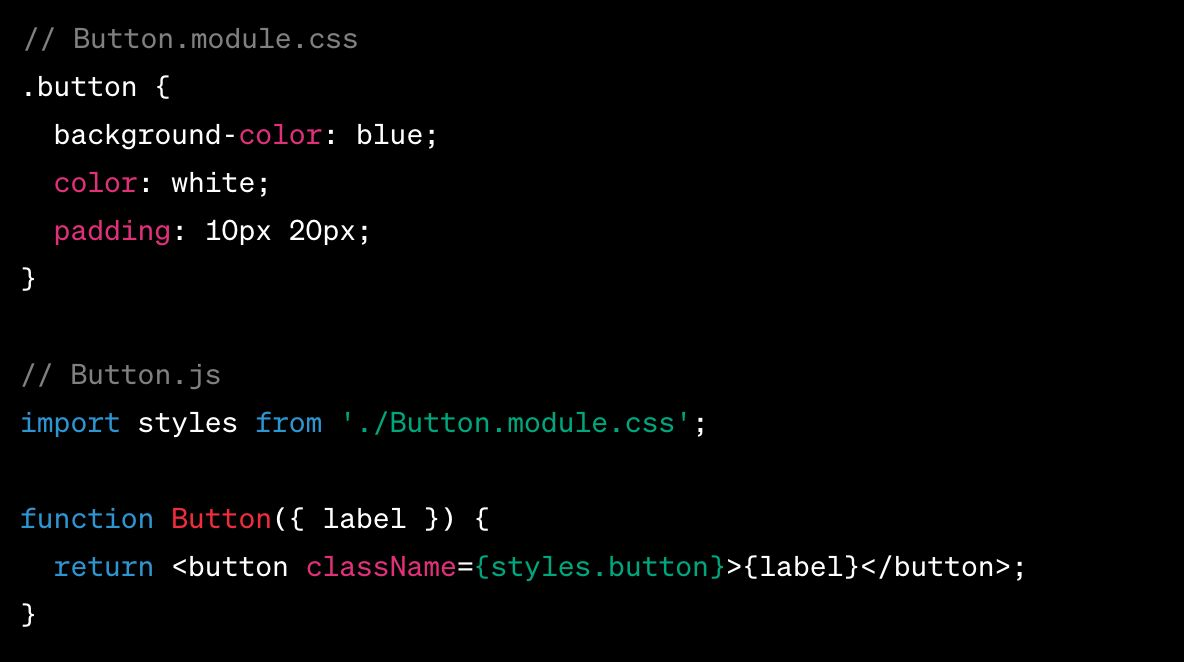 // Button.module.css
.button {
  background-color: blue;
  color: white;
  padding: 10px 20px;
}

// Button.js
import styles from './Button.module.css';

function Button({ label }) {
  return <button className={styles.button}>{label}</button>;
}